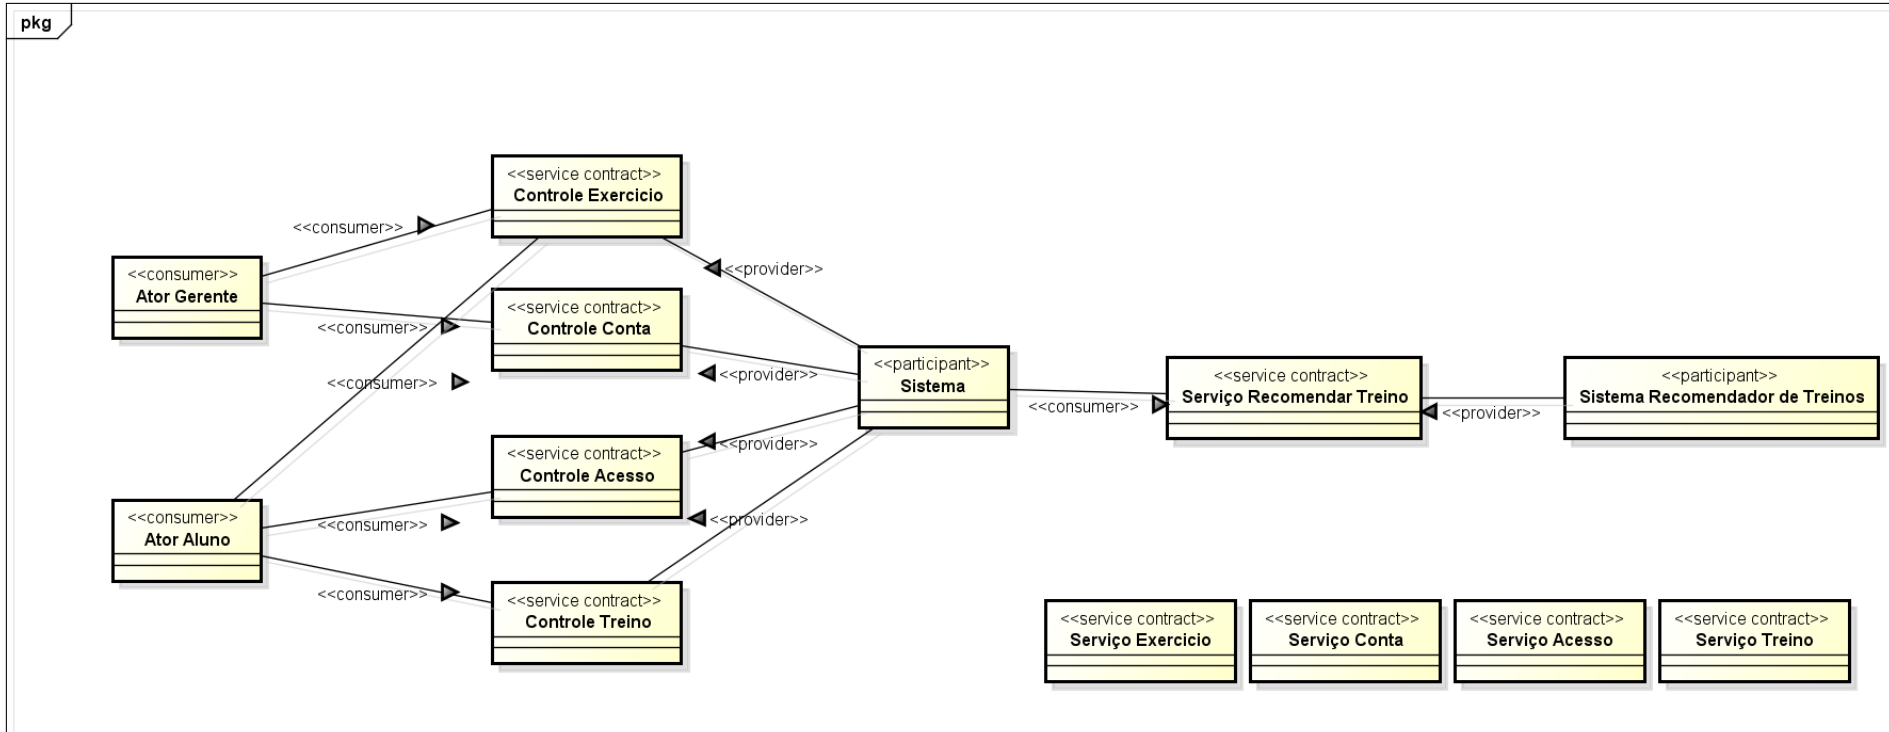 pkg
<<service contract>>
Controle Exercicio
<<consumer>>
<<consumer>>
Ator Gerente
<<provider>>
<<service contract>>
Controle Conta
<<consumer>>
<<consumer>>
<<provider>>
<<participant>>
Sistema
<<consumer>>
<<service contract>>
Serviço Recomendar Treino
<<provider>>
<<participant>>
Sistema Recomendador de Treinos
<<service contract>>
Controle Acesso
<<provider>>
<<consumer>>
Ator Aluno
<<consumer>>
<<provider>>
<<consumer>>
<<service contract>>
Controle Treino
<<service contract>>
Serviço Exercicio
<<service contract>>
Serviço Conta
<<service contract>>
Serviço Acesso
<<service contract>>
Serviço Treino